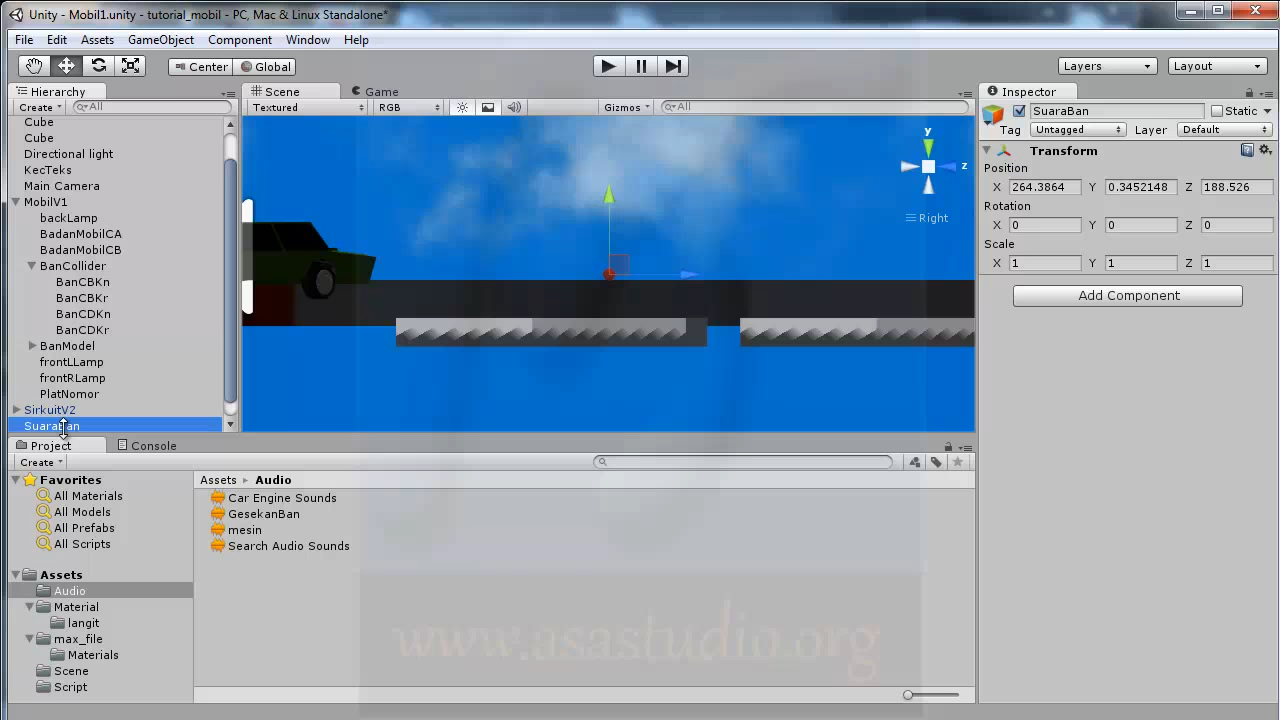 Unity - Mobil1.unity - tutorial_mobil - PC, Mac & Linux Standalone*
File Edit Assets GameObject Component Window Help
Center Global Layers Layout
Hierarchy
Create All
Cube
Cube
Directional light
KecTeks
Main Camera
MobilV1
backLamp
BadanMobilCA
BadanMobilCB
BanCollider
BanCBKn
BanCBKr
BanCDKn
BanCDKr
BanModel
frontLLamp
frontRLamp
PlatNomor
SirkuitV2
SuaraBan
Scene Game
Textured RGB Gizmos All
y
z
Right
Inspector
SuaraBan Static
Tag Untagged Layer Default
Transform
Position
X 264.3864 Y 0.3452148 Z 188.526
Rotation
X 0 Y 0 Z 0
Scale
X 1 Y 1 Z 1
Add Component
Project Console
Create
Favorites
All Materials
All Models
All Prefabs
All Scripts
Assets
Audio
Material
langit
max_file
Materials
Scene
Script
Assets Audio
Car Engine Sounds
GesekanBan
mesin
Search Audio Sounds
www.asastudio.org